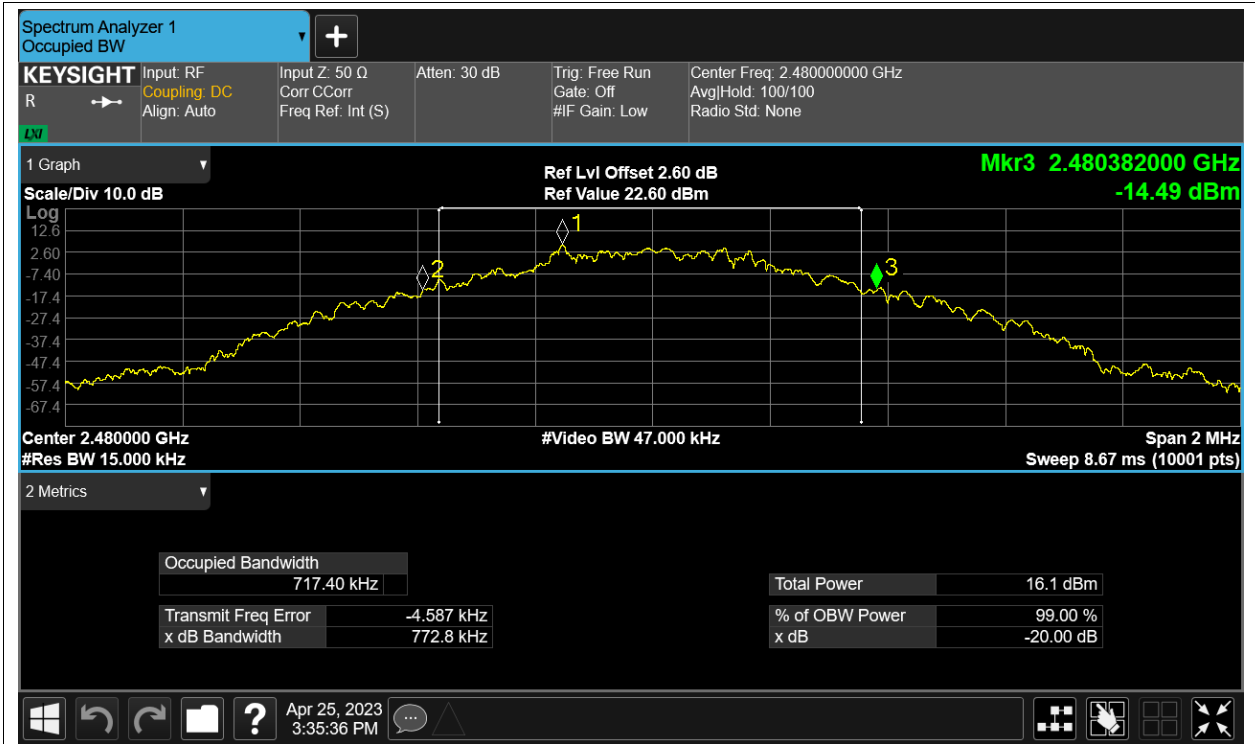 Spectrum Analyzer 1
Occupied BW
KEYSIGHT
R
LXI
Input: RF
Coupling: DC
Align: Auto
Input Z: 50 Ω
Corr CCorr
Freq Ref: Int (S)
Atten: 30 dB
Trig: Free Run
Gate: Off
#IF Gain: Low
Center Freq: 2.480000000 GHz
Avg|Hold: 100/100
Radio Std: None
1 Graph
Scale/Div 10.0 dB
Ref Lvl Offset 2.60 dB
Ref Value 22.60 dBm
Mkr3 2.480382000 GHz
-14.49 dBm
Log
12.6
2.60
-7.40
-17.4
-27.4
-37.4
-47.4
-57.4
-67.4
1
2
3
Center 2.480000 GHz
#Video BW 47.000 kHz
Span 2 MHz
#Res BW 15.000 kHz
Sweep 8.67 ms (10001 pts)
2 Metrics
Occupied Bandwidth
717.40 kHz
Transmit Freq Error -4.587 kHz
x dB Bandwidth 772.8 kHz
Total Power 16.1 dBm
% of OBW Power 99.00 %
x dB -20.00 dB
?
Apr 25, 2023
3:35:36 PM